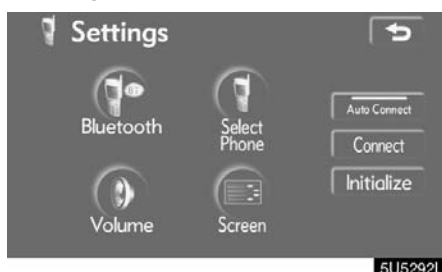 Settings
Bluetooth
Select
Phone
Auto Connect
Connect
Volume
Screen
Initialize
5U5292I